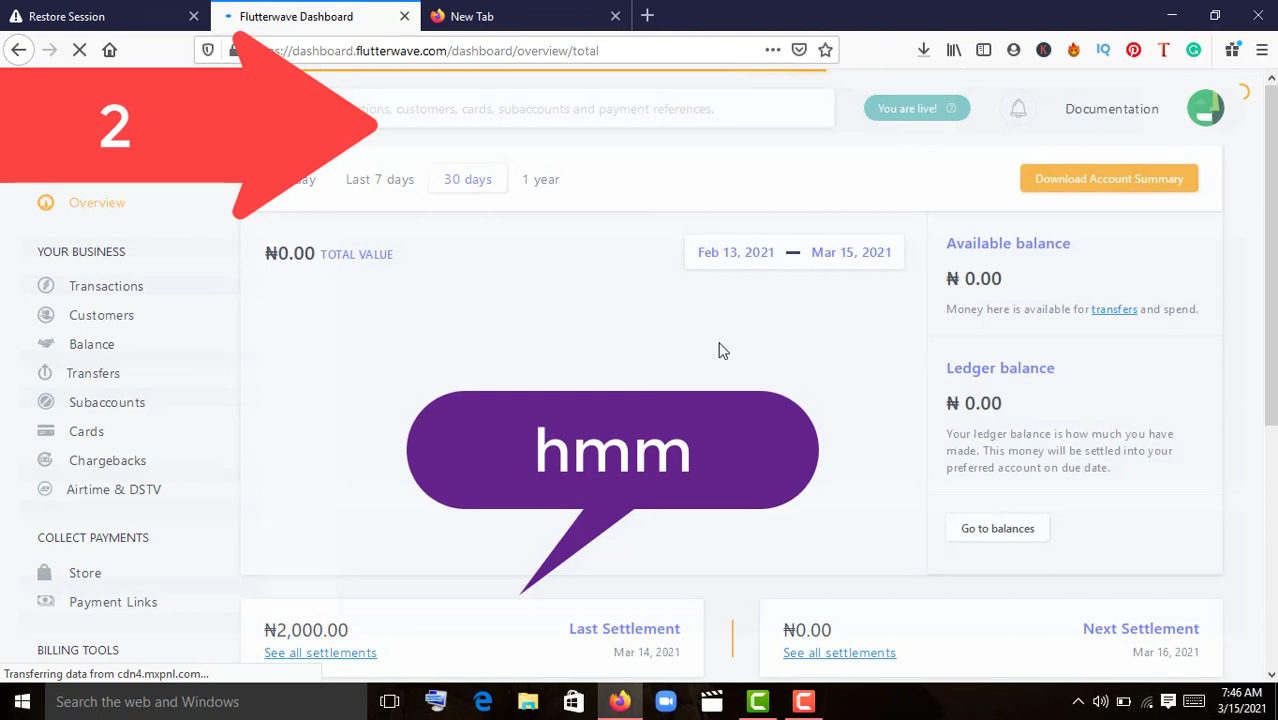 Restore Session
Flutterwave Dashboard
New Tab
://dashboard.flutterwave.com/dashboard/overview/total
2
customers, cards, subaccounts and payment references.
You are live!
Documentation
Last 7 days
30 days
1 year
Download Account Summary
Overview
YOUR BUSINESS
Transactions
Customers
Balance
Transfers
Subaccounts
Cards
Chargebacks
Airtime & DSTV
COLLECT PAYMENTS
Store
Payment Links
BILLING TOOLS
₦0.00 TOTAL VALUE
Feb 13, 2021 — Mar 15, 2021
Available balance
₦ 0.00
Money here is available for transfers and spend.
Ledger balance
₦ 0.00
Your ledger balance is how much you have
made. This money will be settled into your
preferred account on due date.
Go to balances
hmm
₦2,000.00
Last Settlement
See all settlements
Mar 14, 2021
₦0.00
Next Settlement
See all settlements
Mar 16, 2021
Transferring data from cdn4.mxpnl.com...
Search the web and Windows
7:46 AM
3/15/2021